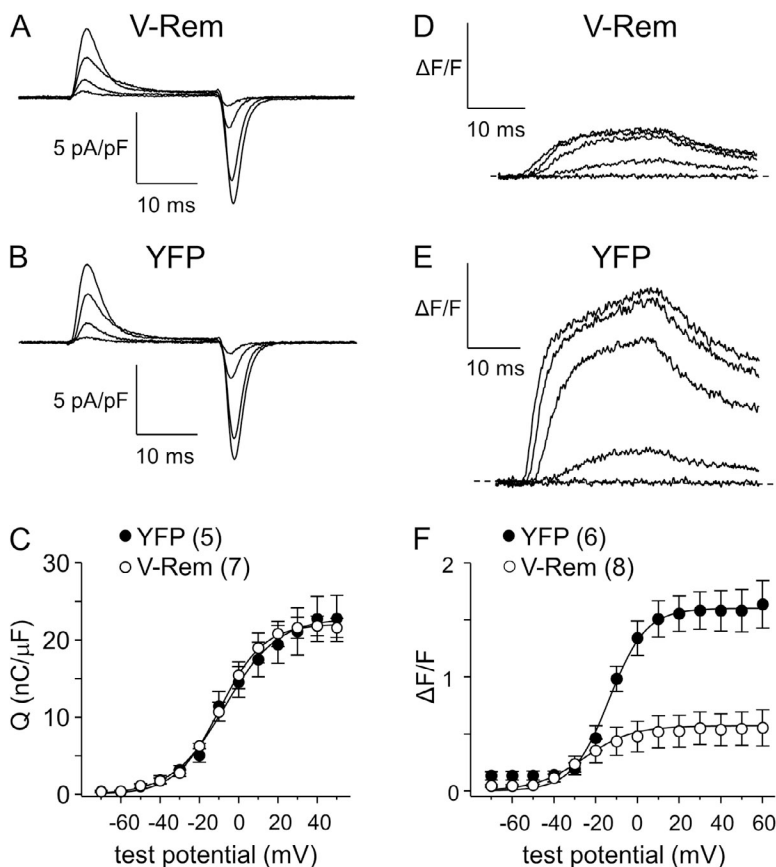 A
V-Rem
5 pA/pF
10 ms
B
YFP
5 pA/pF
10 ms
C
YFP (5)
V-Rem (7)
30
20
10
0
Q (nC/μF)
-60 -40 -20 0 20 40
test potential (mV)
D
V-Rem
ΔF/F
10 ms
E
YFP
ΔF/F
10 ms
F
YFP (6)
V-Rem (8)
2
1
0
ΔF/F
-60 -40 -20 0 20 40 60
test potential (mV)